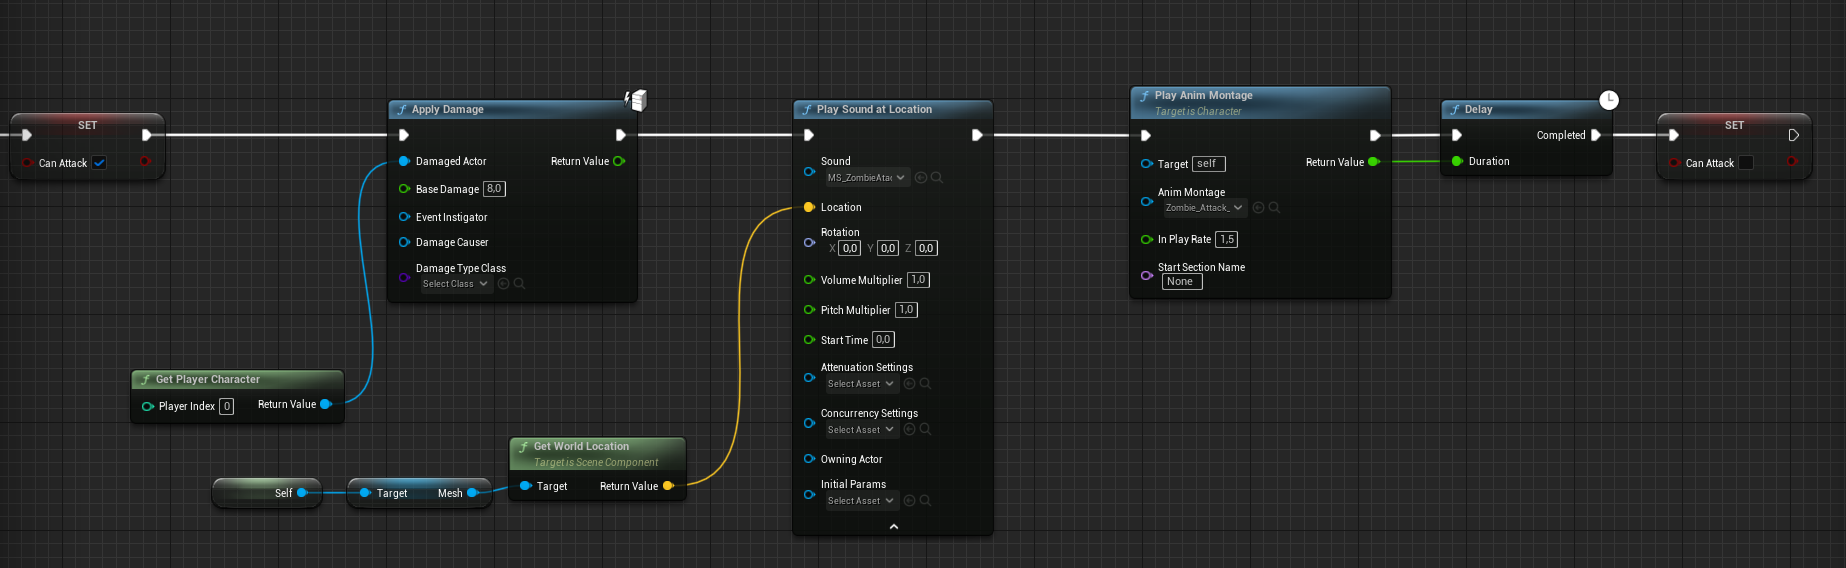 SET
Can Attack
Apply Damage
Damaged Actor
Return Value
Base Damage 8,0
Event Instigator
Damage Causer
Damage Type Class
Select Class
Get Player Character
Player Index 0
Return Value
Self
Target
Mesh
Get World Location
Target is Scene Component
Target
Return Value
Play Sound at Location
Sound
MS_ZombieAtac
Location
Rotation
X 0,0 Y 0,0 Z 0,0
Volume Multiplier 1,0
Pitch Multiplier 1,0
Start Time 0,0
Attenuation Settings
Select Asset
Concurrency Settings
Select Asset
Owning Actor
Initial Params
Select Asset
Play Anim Montage
Target is Character
Target self
Return Value
Anim Montage
Zombie_Attack_
In Play Rate 1,5
Start Section Name
None
Delay
Completed
Duration
SET
Can Attack